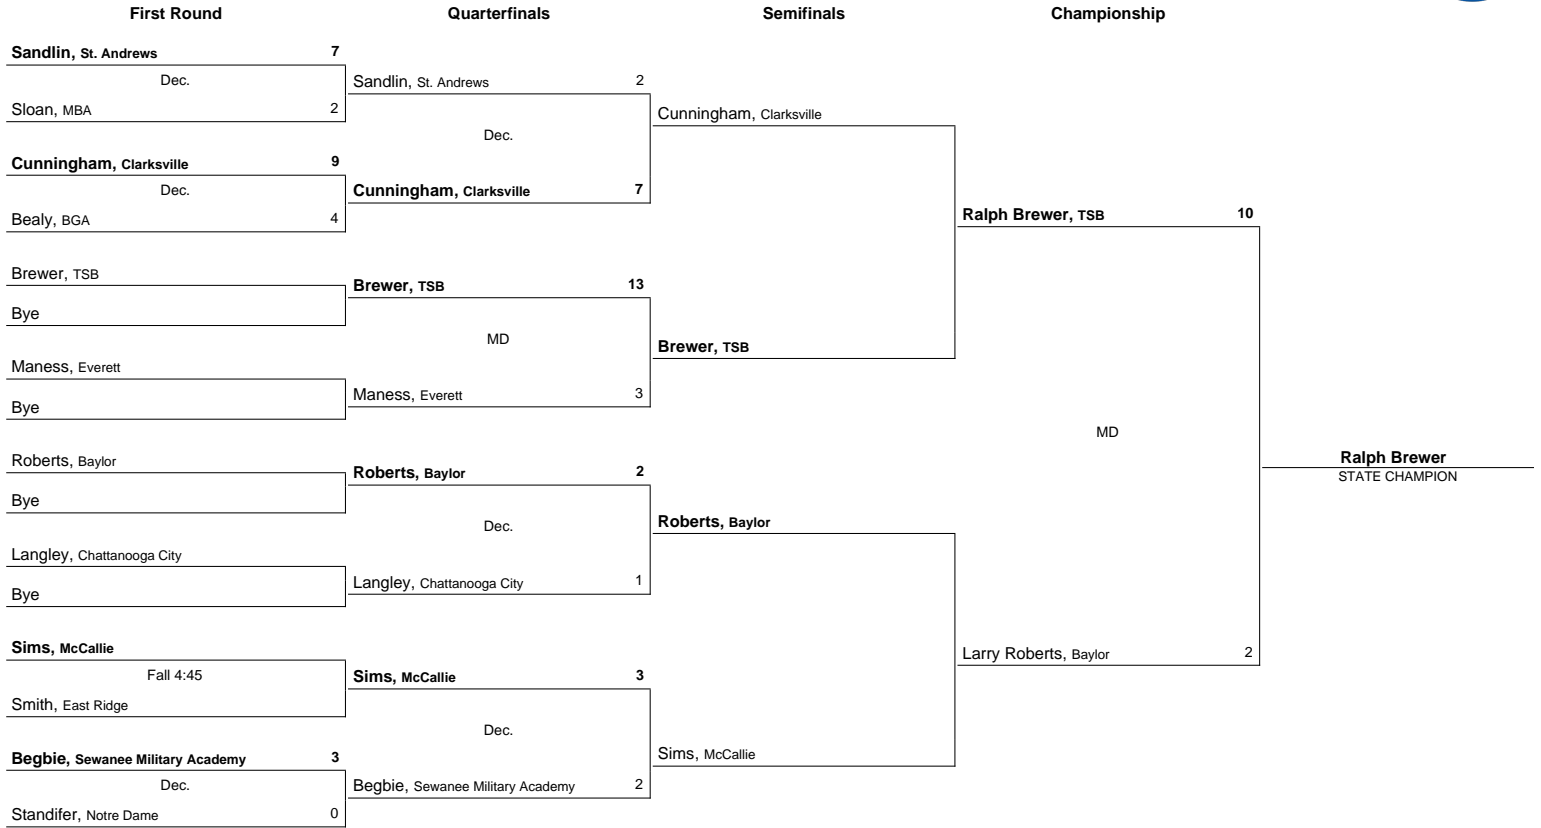 First Round
Quarterfinals
Semifinals
Championship
Sandlin, St. Andrews 7
Dec.
Sloan, MBA 2
Cunningham, Clarksville 9
Dec.
Bealy, BGA 4
Brewer, TSB
Bye
Maness, Everett
Bye
Roberts, Baylor
Bye
Langley, Chattanooga City
Bye
Sims, McCallie
Fall 4:45
Smith, East Ridge
Begbie, Sewanee Military Academy 3
Dec.
Standifer, Notre Dame 0
Sandlin, St. Andrews 2
Dec.
Cunningham, Clarksville 7
Brewer, TSB 13
MD
Maness, Everett 3
Roberts, Baylor 2
Dec.
Langley, Chattanooga City 1
Sims, McCallie 3
Dec.
Begbie, Sewanee Military Academy 2
Cunningham, Clarksville
Brewer, TSB
Roberts, Baylor
Sims, McCallie
Ralph Brewer, TSB 10
MD
Larry Roberts, Baylor 2
Ralph Brewer
STATE CHAMPION